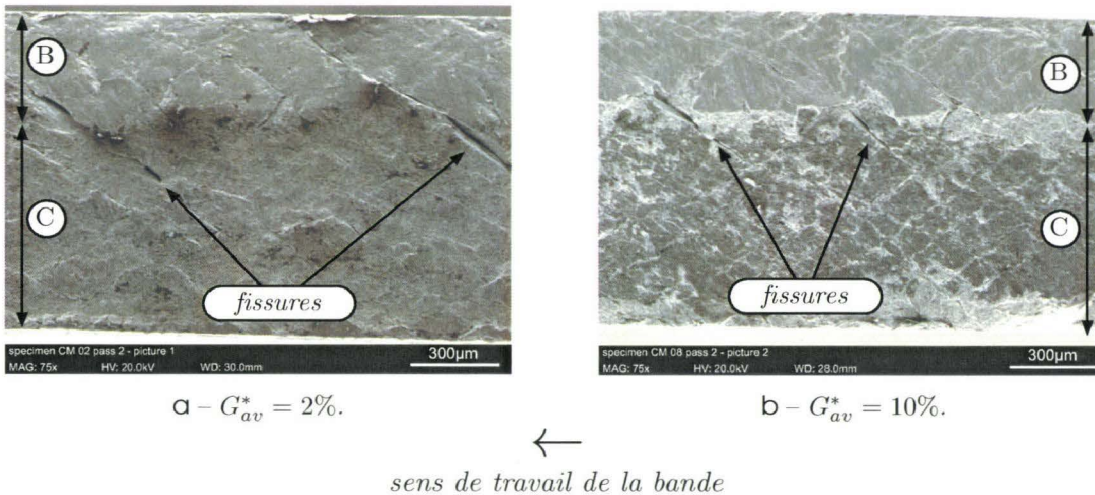 B
C
fissures
specimen CM 02 pass 2 - picture 1
MAG: 75x HV: 20.0kV WD: 30.0mm
300µm
B
C
fissures
specimen CM 08 pass 2 - picture 2
MAG: 75x HV: 20.0kV WD: 28.0mm
300µm
a – G*av = 2%.
b – G*av = 10%.
←
sens de travail de la bande